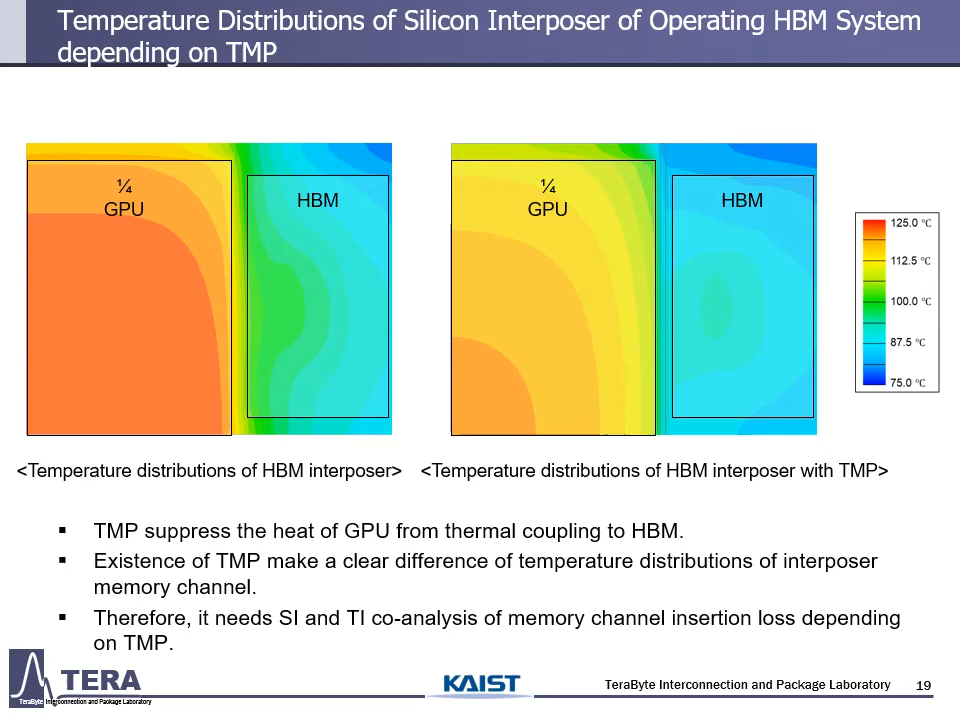 Temperature Distributions of Silicon Interposer of Operating HBM System
depending on TMP
¼
GPU
HBM
¼
GPU
HBM
125.0 °C
112.5 °C
100.0 °C
87.5 °C
75.0 °C
<Temperature distributions of HBM interposer>
<Temperature distributions of HBM interposer with TMP>
▪ TMP suppress the heat of GPU from thermal coupling to HBM.
▪ Existence of TMP make a clear difference of temperature distributions of interposer
memory channel.
▪ Therefore, it needs SI and TI co-analysis of memory channel insertion loss depending
on TMP.
TERA
TeraByte Interconnection and Package Laboratory
KAIST
TeraByte Interconnection and Package Laboratory
19